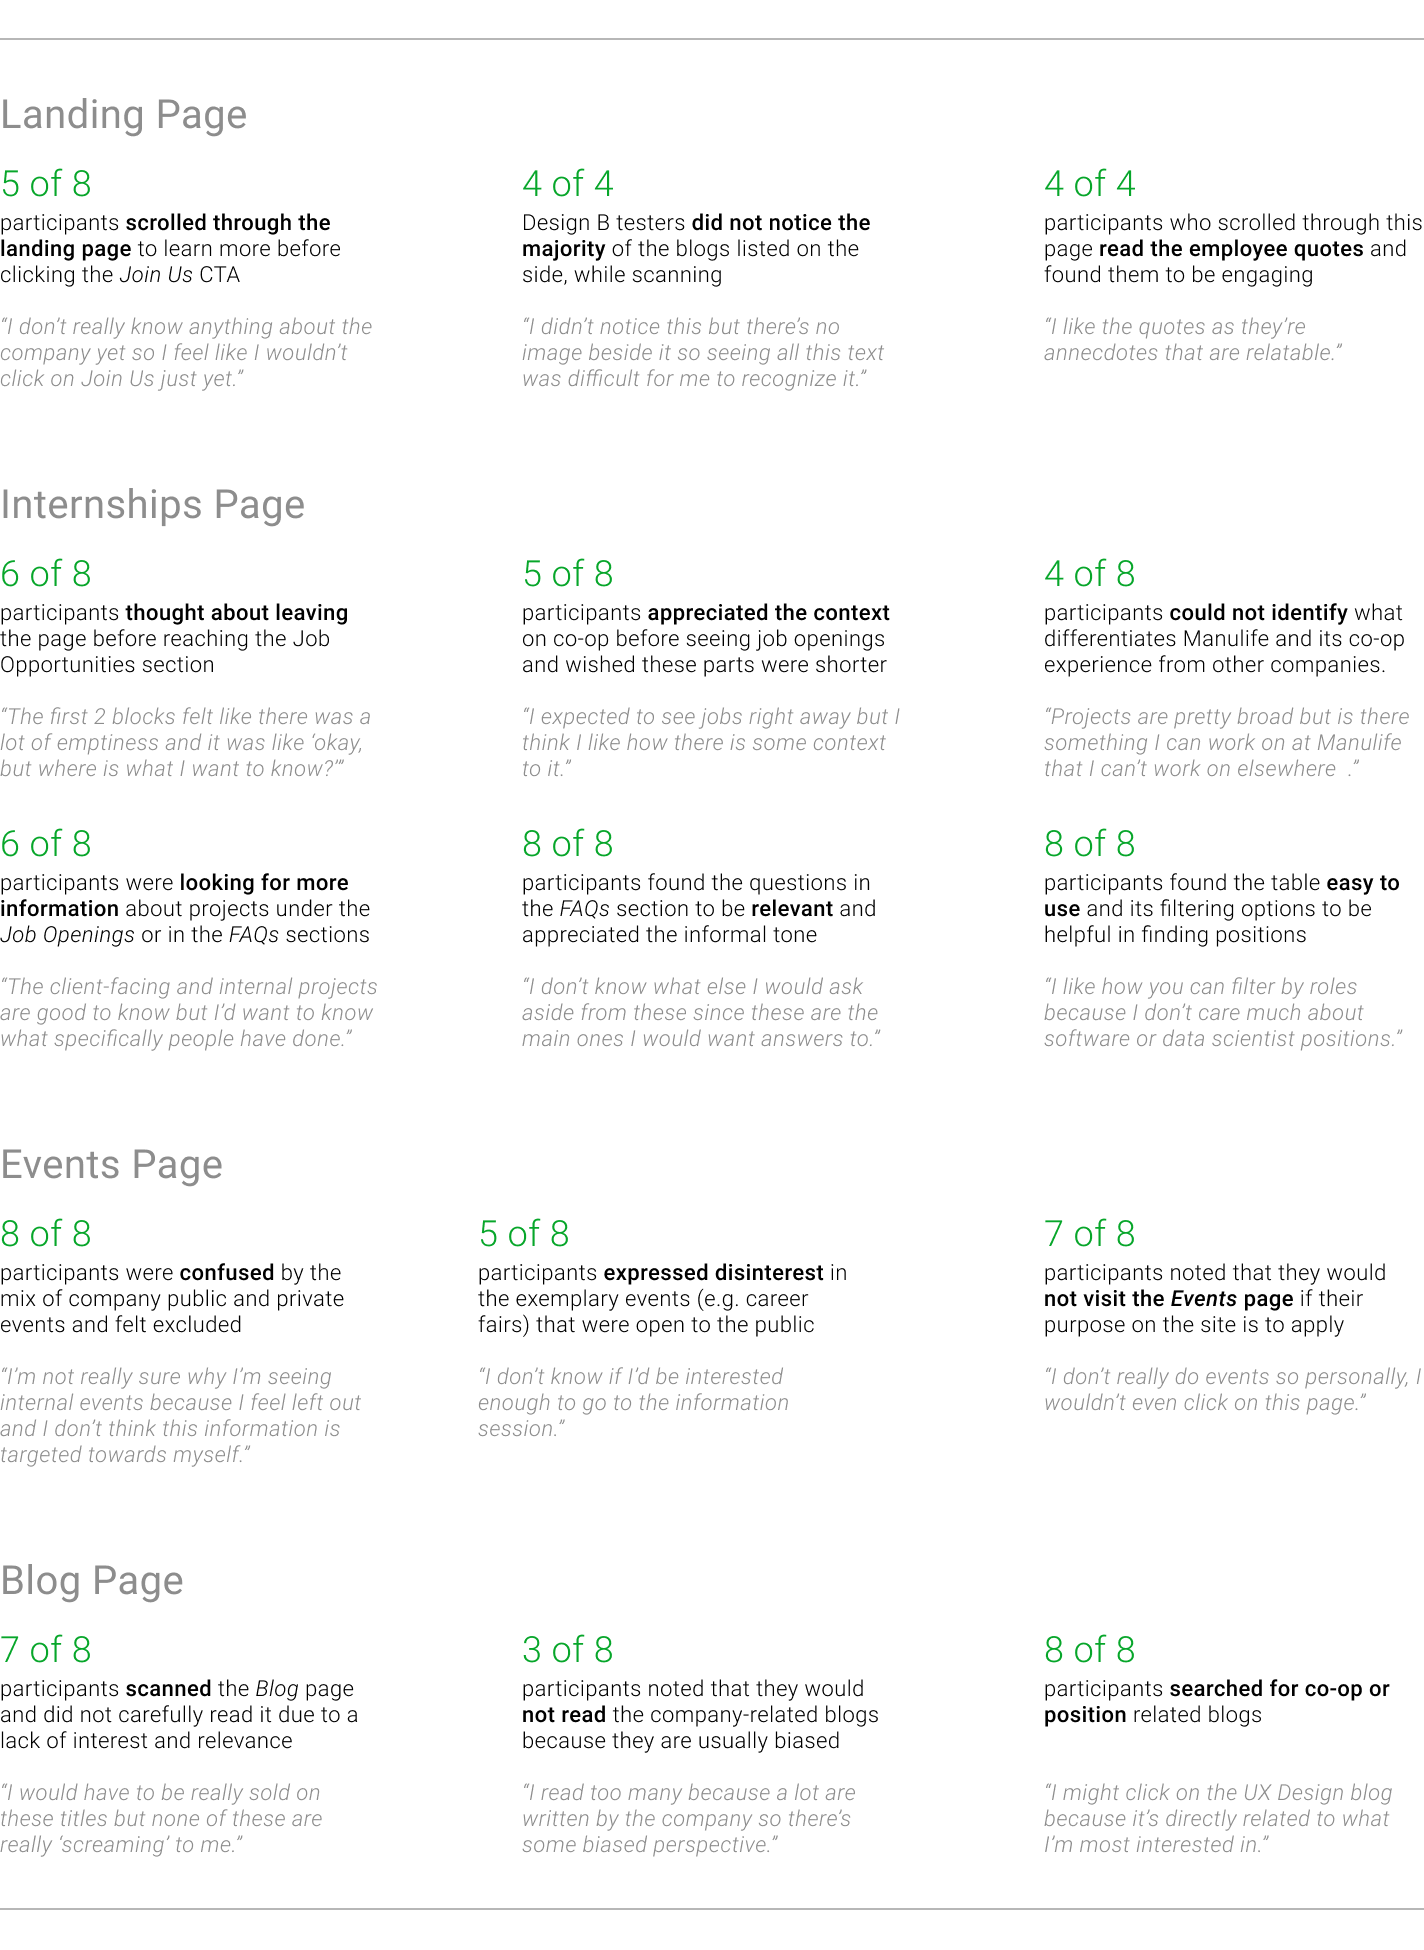 Landing Page
5 of 8
participants scrolled through the
landing page to learn more before
clicking the Join Us CTA
“I don’t really know anything about the
company yet so I feel like I wouldn’t
click on Join Us just yet.”
4 of 4
Design B testers did not notice the
majority of the blogs listed on the
side, while scanning
“I didn’t notice this but there’s no
image beside it so seeing all this text
was difficult for me to recognize it.”
4 of 4
participants who scrolled through this
page read the employee quotes and
found them to be engaging
“I like the quotes as they’re
annecdotes that are relatable.”
Internships Page
6 of 8
participants thought about leaving
the page before reaching the Job
Opportunities section
“The first 2 blocks felt like there was a
lot of emptiness and it was like ‘okay,
but where is what I want to know?’”
5 of 8
participants appreciated the context
on co-op before seeing job openings
and wished these parts were shorter
“I expected to see jobs right away but I
think I like how there is some context
to it.”
4 of 8
participants could not identify what
differentiates Manulife and its co-op
experience from other companies.
“Projects are pretty broad but is there
something I can work on at Manulife
that I can’t work on elsewhere .”
6 of 8
participants were looking for more
information about projects under the
Job Openings or in the FAQs sections
“The client-facing and internal projects
are good to know but I’d want to know
what specifically people have done.”
8 of 8
participants found the questions in
the FAQs section to be relevant and
appreciated the informal tone
“I don’t know what else I would ask
aside from these since these are the
main ones I would want answers to.”
8 of 8
participants found the table easy to
use and its filtering options to be
helpful in finding positions
“I like how you can filter by roles
because I don’t care much about
software or data scientist positions.”
Events Page
8 of 8
participants were confused by the
mix of company public and private
events and felt excluded
“I’m not really sure why I’m seeing
internal events because I feel left out
and I don’t think this information is
targeted towards myself.”
5 of 8
participants expressed disinterest in
the exemplary events (e.g. career
fairs) that were open to the public
“I don’t know if I’d be interested
enough to go to the information
session.”
7 of 8
participants noted that they would
not visit the Events page if their
purpose on the site is to apply
“I don’t really do events so personally, I
wouldn’t even click on this page.”
Blog Page
7 of 8
participants scanned the Blog page
and did not carefully read it due to a
lack of interest and relevance
“I would have to be really sold on
these titles but none of these are
really ‘screaming’ to me.”
3 of 8
participants noted that they would
not read the company-related blogs
because they are usually biased
“I read too many because a lot are
written by the company so there’s
some biased perspective.”
8 of 8
participants searched for co-op or
position related blogs
“I might click on the UX Design blog
because it’s directly related to what
I’m most interested in.”